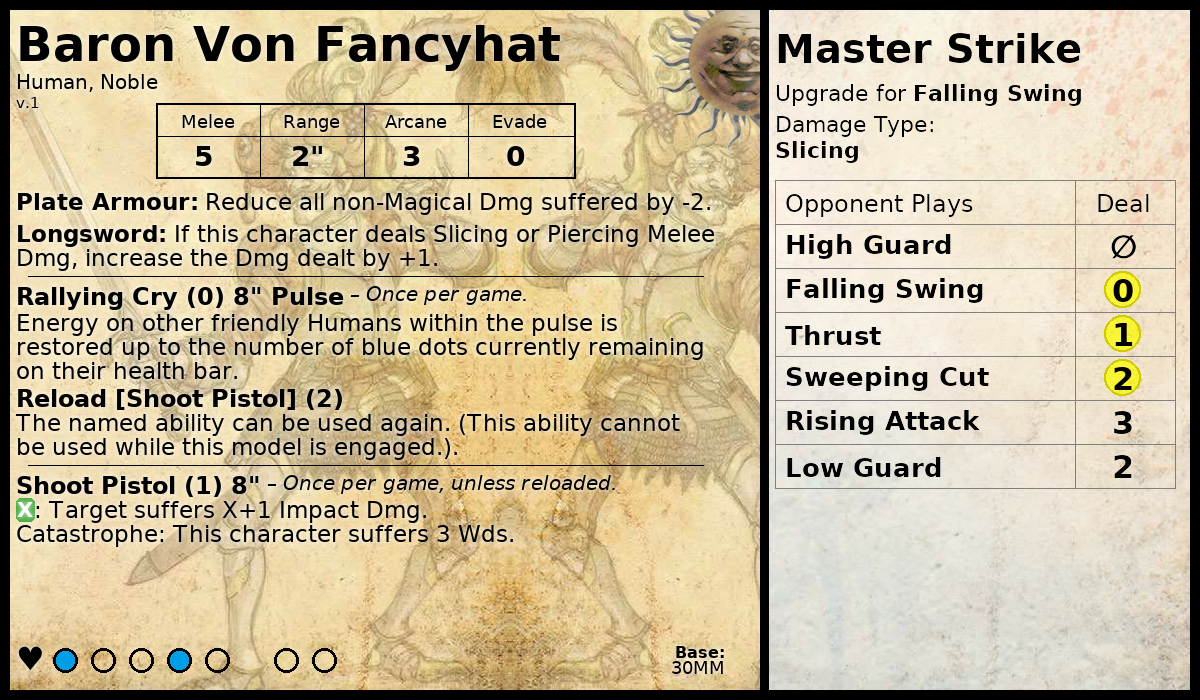 Baron Von Fancyhat
Human, Noble
v.1
Melee Range Arcane Evade
5 2" 3 0
Plate Armour: Reduce all non-Magical Dmg suffered by -2.
Longsword: If this character deals Slicing or Piercing Melee
Dmg, increase the Dmg dealt by +1.
Rallying Cry (0) 8" Pulse – Once per game.
Energy on other friendly Humans within the pulse is
restored up to the number of blue dots currently remaining
on their health bar.
Reload [Shoot Pistol] (2)
The named ability can be used again. (This ability cannot
be used while this model is engaged.).
Shoot Pistol (1) 8" – Once per game, unless reloaded.
X: Target suffers X+1 Impact Dmg.
Catastrophe: This character suffers 3 Wds.
Base:
30MM
Master Strike
Upgrade for Falling Swing
Damage Type:
Slicing
Opponent Plays Deal
High Guard ∅
Falling Swing 0
Thrust 1
Sweeping Cut 2
Rising Attack 3
Low Guard 2